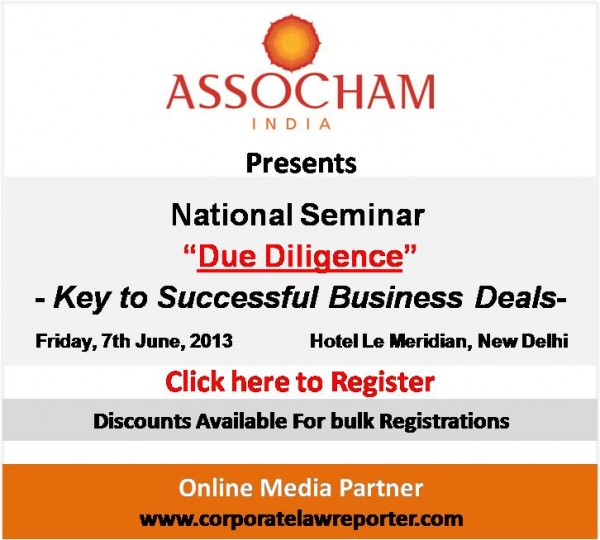 ASSOCHAM
INDIA
Presents
National Seminar
“Due Diligence”
- Key to Successful Business Deals-
Friday, 7th June, 2013 Hotel Le Meridian, New Delhi
Click here to Register
Discounts Available For bulk Registrations
Online Media Partner
www.corporatelawreporter.com